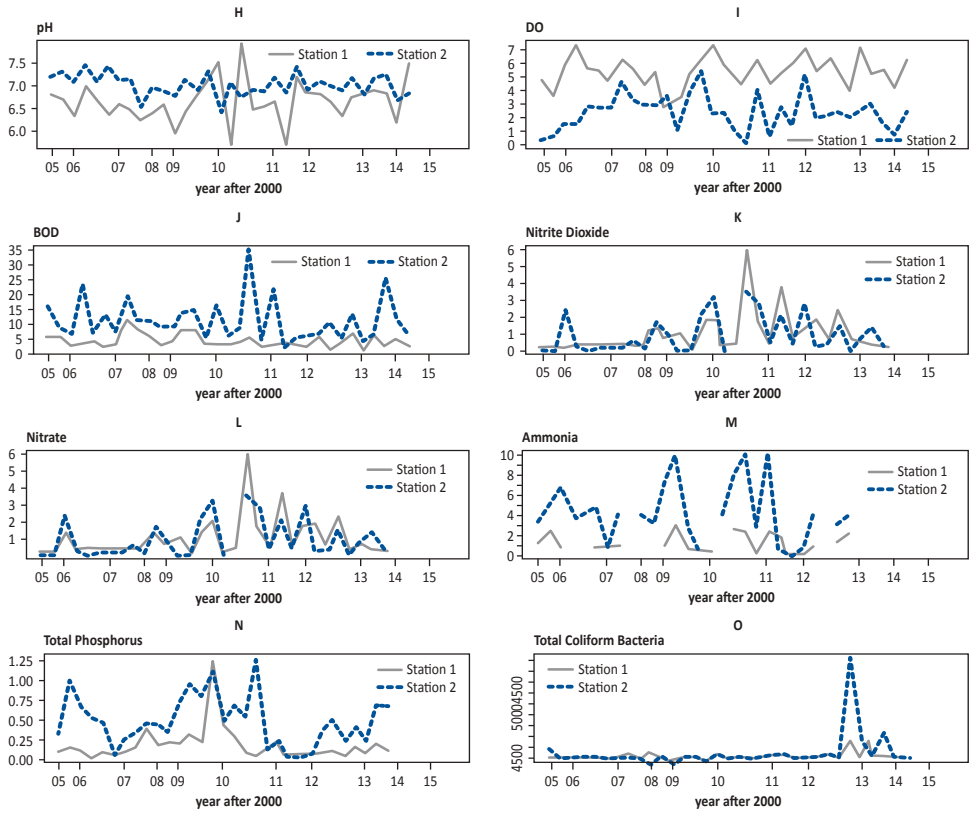 H
pH
Station 1 Station 2
7.5
7.0
6.5
6.0
05 06 07 08 09 10 11 12 13 14 15
year after 2000
I
DO
7
6
5
4
3
2
1
0
Station 1 Station 2
05 06 07 08 09 10 11 12 13 14 15
year after 2000
J
BOD
Station 1 Station 2
35
30
25
20
15
10
5
0
05 06 07 08 09 10 11 12 13 14 15
year after 2000
K
Nitrite Dioxide
Station 1
Station 2
6
5
4
3
2
1
0
05 06 07 08 09 10 11 12 13 14 15
year after 2000
L
Nitrate
Station 1
Station 2
6
5
4
3
2
1
05 06 07 08 09 10 11 12 13 14 15
year after 2000
M
Ammonia
Station 1
Station 2
10
8
6
4
2
0
05 06 07 08 09 10 11 12 13 14 15
year after 2000
N
Total Phosphorus
Station 1
Station 2
1.25
1.00
0.75
0.50
0.25
0.00
05 06 07 08 09 10 11 12 13 14 15
year after 2000
O
Total Coliform Bacteria
Station 1
Station 2
4500 50004500
05 06 07 08 09 10 11 12 13 14 15
year after 2000